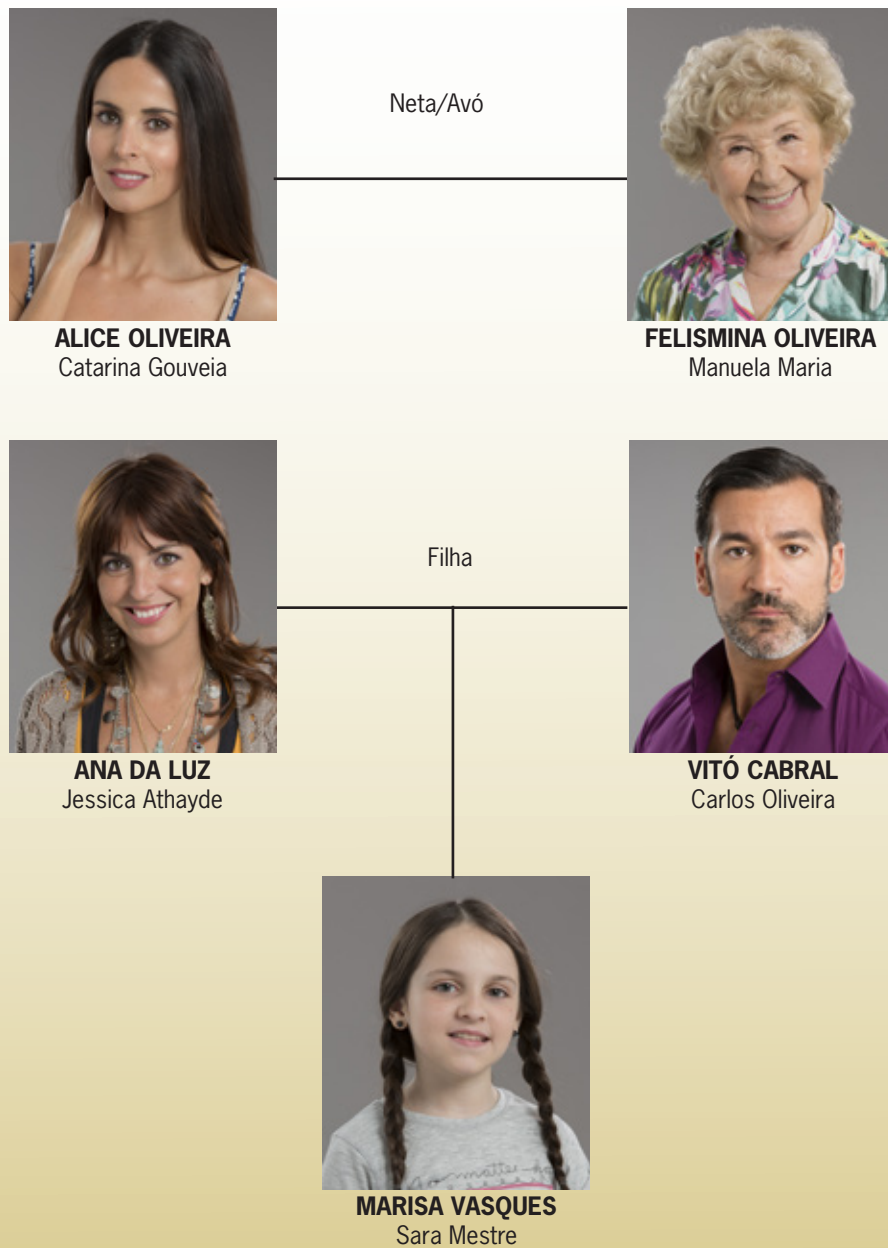 Neta/Avó
ALICE OLIVEIRA
Catarina Gouveia
FELISMINA OLIVEIRA
Manuela Maria
Filha
ANA DA LUZ
Jessica Athayde
VITÓ CABRAL
Carlos Oliveira
MARISA VASQUES
Sara Mestre